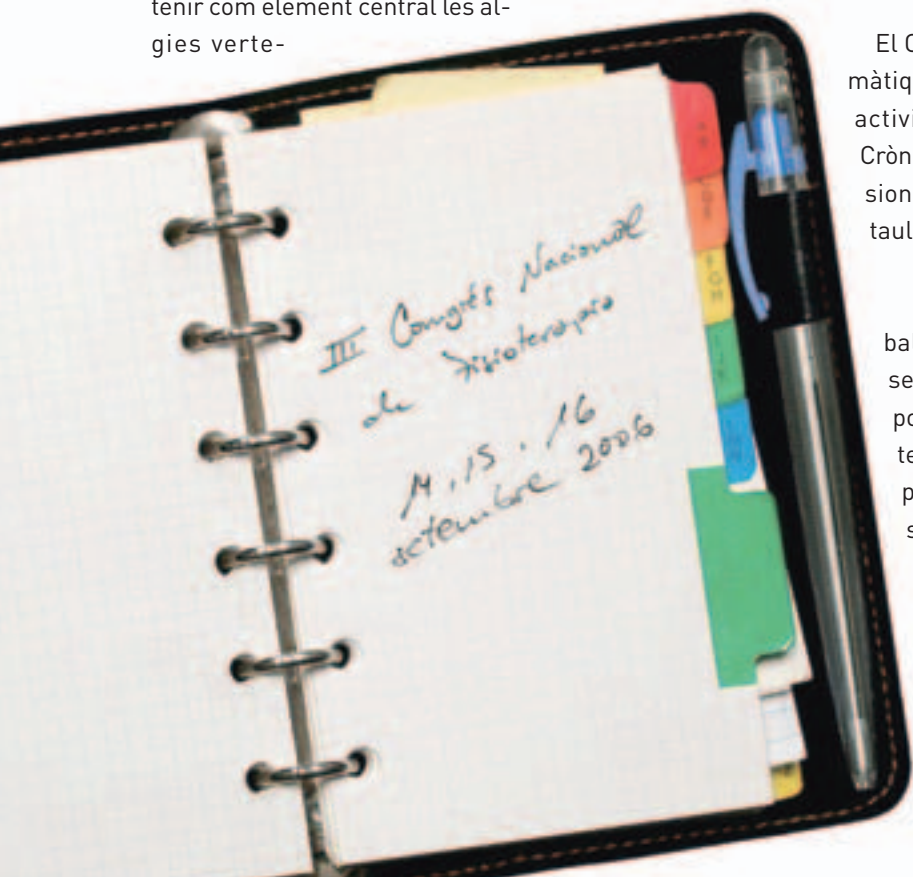 tenir com element central les al-
gies verte-
El C
màtiq
activi
Cròn
sion
taul
bal
se
po
te
p
s
III Congrés Nacional
de Fisioteràpia
14, 15, 16
setembre 2006